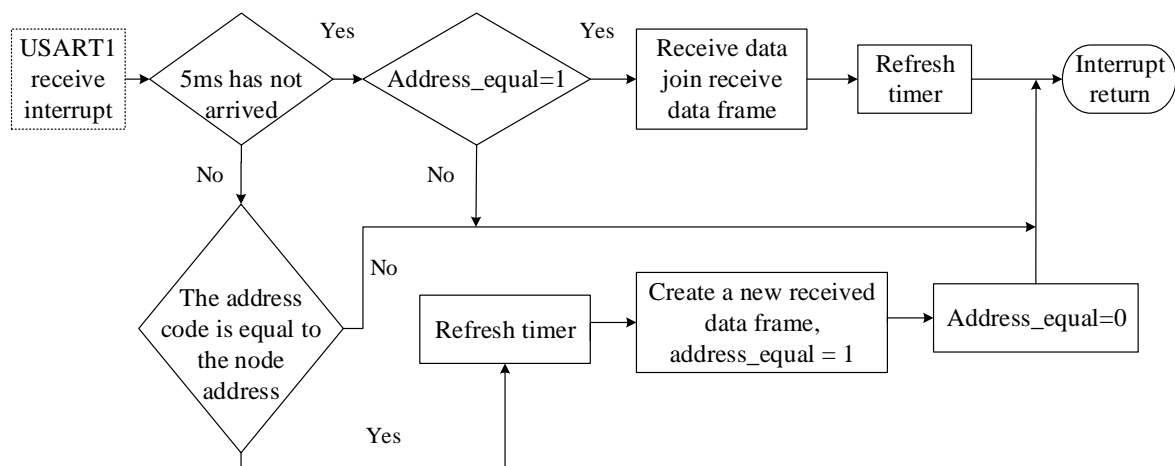 USART1
receive
interrupt
5ms has not
arrived
Yes
Address_equal=1
Yes
Receive data
join receive
data frame
Refresh
timer
Interrupt
return
No
No
The address
code is equal to
the node
address
No
Refresh timer
Create a new received
data frame,
address_equal = 1
Address_equal=0
Yes